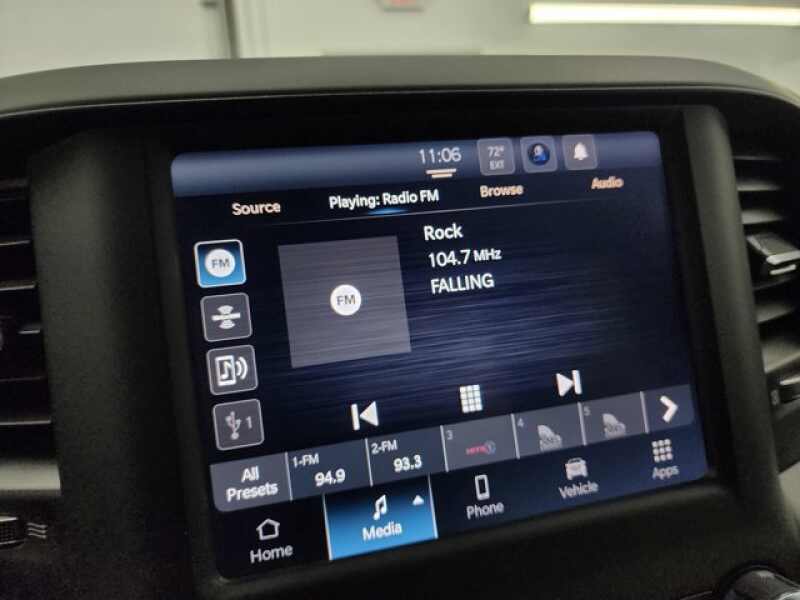 11:06
72°
EXT
Source
Playing: Radio FM
Browse
Audio
FM
Rock
104.7 MHz
FALLING
FM
1
All
Presets
1-FM
94.9
2-FM
93.3
3
4
5
Home
Media
Phone
Vehicle
Apps